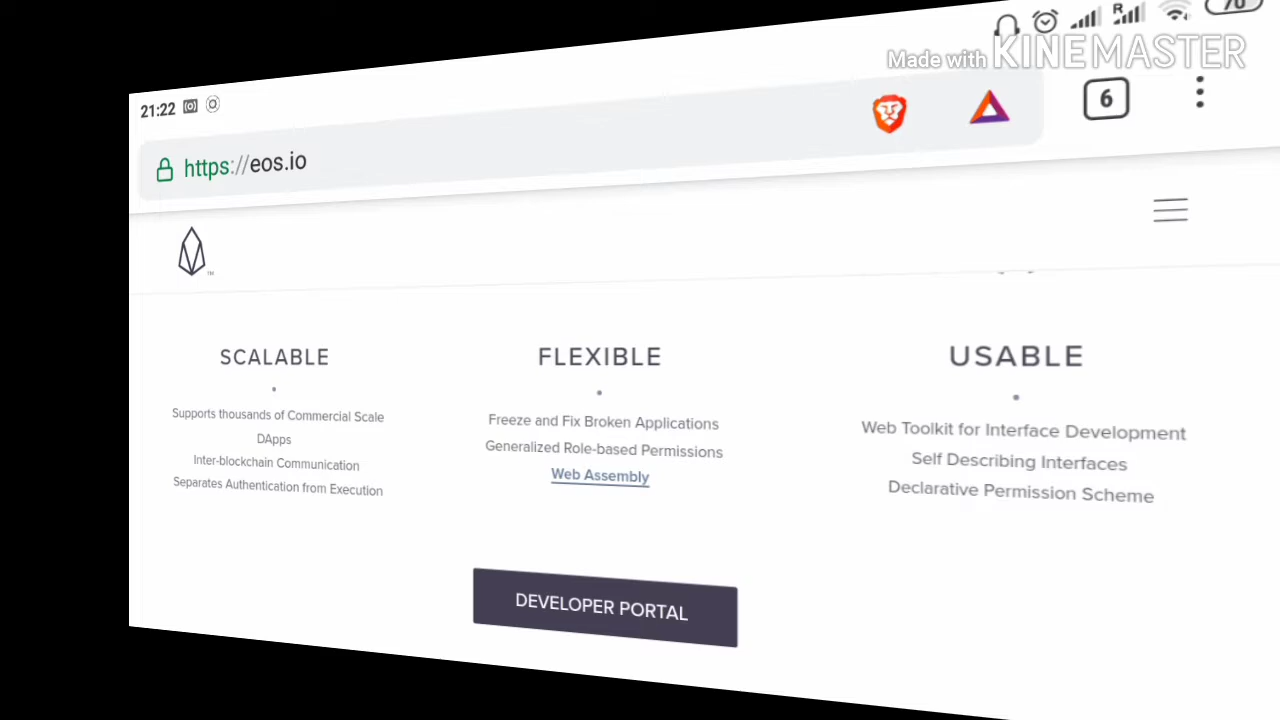 Made with KINEMASTER
21:22
R
https://eos.io
6
TM
SCALABLE
FLEXIBLE
USABLE
Supports thousands of Commercial Scale
DApps
Inter-blockchain Communication
Separates Authentication from Execution
Freeze and Fix Broken Applications
Generalized Role-based Permissions
Web Assembly
Web Toolkit for Interface Development
Self Describing Interfaces
Declarative Permission Scheme
DEVELOPER PORTAL